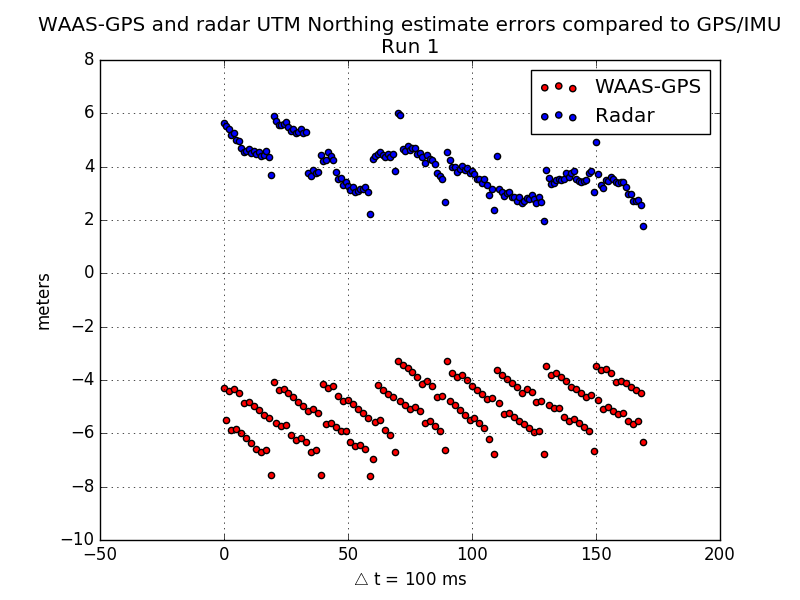 WAAS-GPS and radar UTM Northing estimate errors compared to GPS/IMU
Run 1
8
6
4
2
0
−2
−4
−6
−8
−10
meters
WAAS-GPS
Radar
−50
0
50
100
150
200
△ t = 100 ms